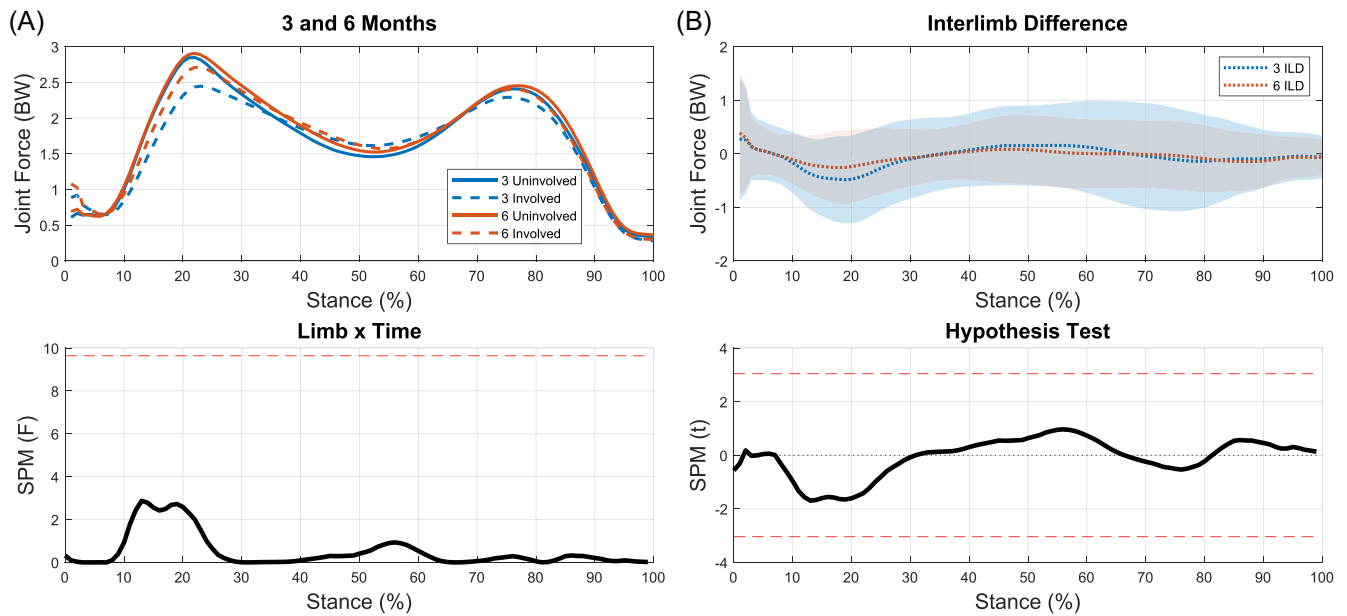 (A)
3 and 6 Months
Joint Force (BW)
3
2.5
2
1.5
1
0.5
0
0 10 20 30 40 50 60 70 80 90 100
Stance (%)
3 Uninvolved
3 Involved
6 Uninvolved
6 Involved
(B)
Interlimb Difference
Joint Force (BW)
2
1
0
-1
-2
0 10 20 30 40 50 60 70 80 90 100
Stance (%)
3 ILD
6 ILD
Limb x Time
SPM (F)
10
8
6
4
2
0
0 10 20 30 40 50 60 70 80 90 100
Stance (%)
Hypothesis Test
SPM (t)
4
2
0
-2
-4
0 10 20 30 40 50 60 70 80 90 100
Stance (%)